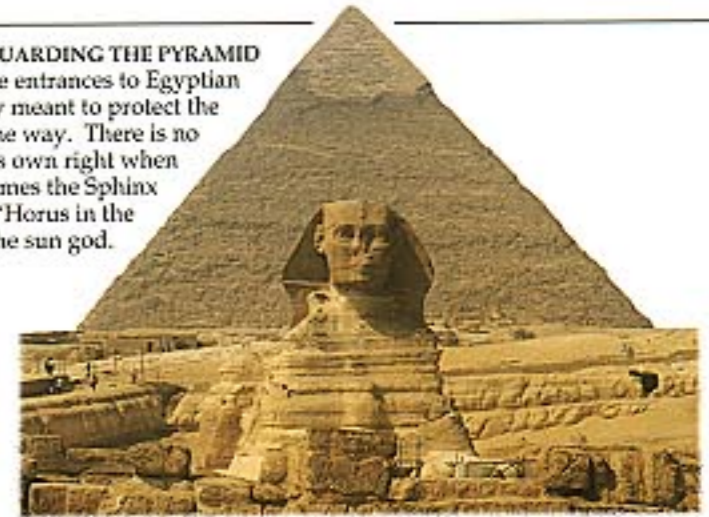 UARDING THE PYRAMID
e entrances to Egyptian
y meant to protect the
he way. There is no
s own right when
mes the Sphinx
"Horus in the
he sun god.